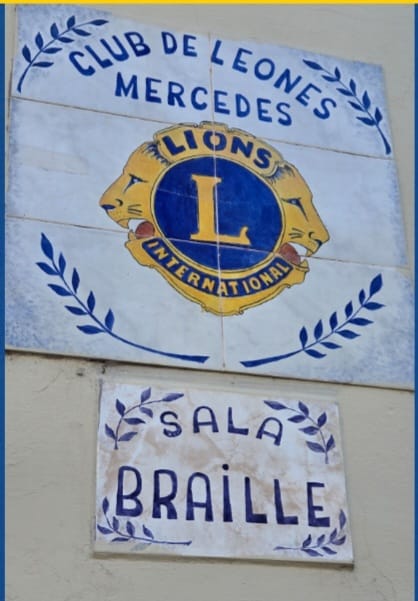 CLUB DE LEONES
MERCEDES
LIONS
L
INTERNATIONAL
SALA
BRAiLLE